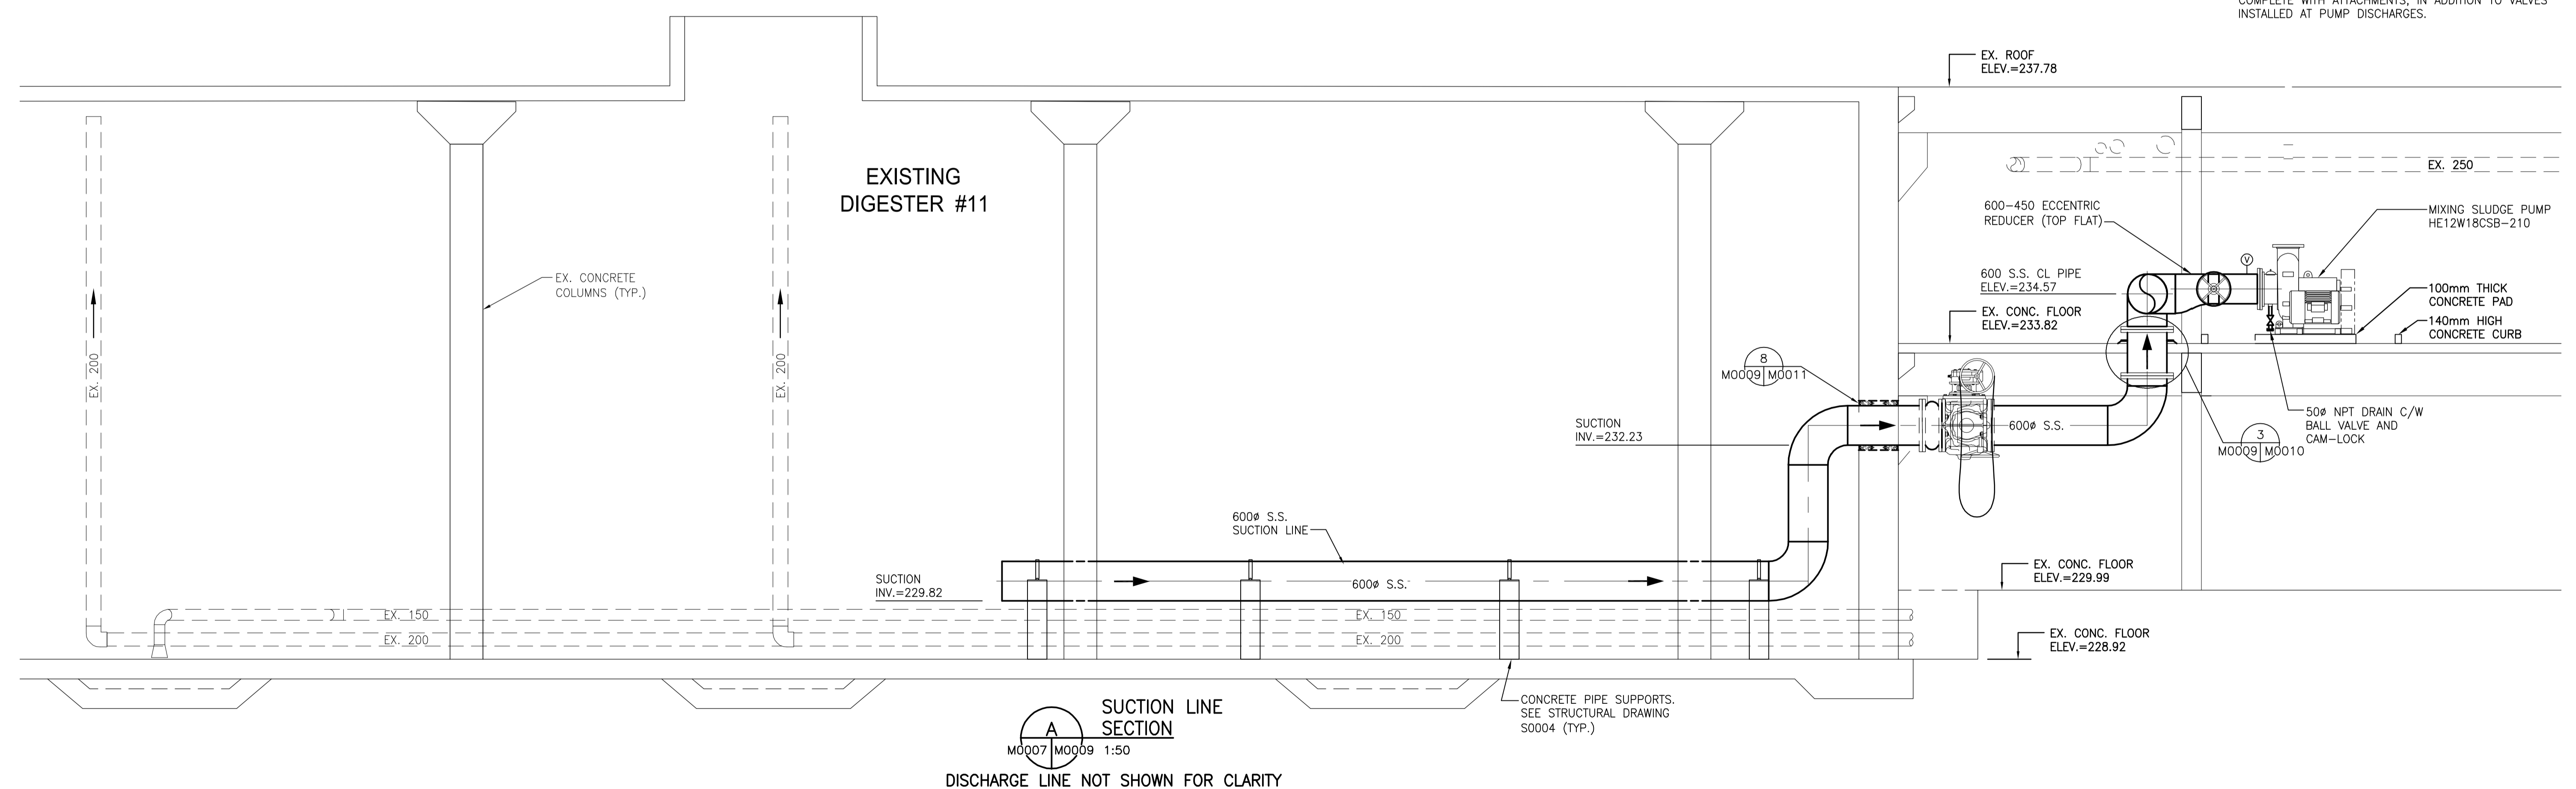 COMPLETE WITH ATTACHMENTS, IN ADDITION TO VALVES
INSTALLED AT PUMP DISCHARGES.
EX. ROOF
ELEV.=237.78
EXISTING
DIGESTER #11
EX. 250
600-450 ECCENTRIC
REDUCER (TOP FLAT)
MIXING SLUDGE PUMP
HE12W18CSB-210
V
EX. CONCRETE
COLUMNS (TYP.)
600 S.S. CL PIPE
ELEV.=234.57
100mm THICK
CONCRETE PAD
EX. CONC. FLOOR
ELEV.=233.82
140mm HIGH
CONCRETE CURB
EX. 200
EX. 200
8
M0009 M0011
50ø NPT DRAIN C/W
BALL VALVE AND
CAM-LOCK
SUCTION
INV.=232.23
600ø S.S.
3
M0009 M0010
600ø S.S.
SUCTION LINE
EX. CONC. FLOOR
ELEV.=229.99
SUCTION
INV.=229.82
600ø S.S.
EX. 150
EX. 150
EX. 200
EX. 200
EX. CONC. FLOOR
ELEV.=228.92
CONCRETE PIPE SUPPORTS.
SEE STRUCTURAL DRAWING
S0004 (TYP.)
A
SUCTION LINE
SECTION
M0007 M0009 1:50
DISCHARGE LINE NOT SHOWN FOR CLARITY